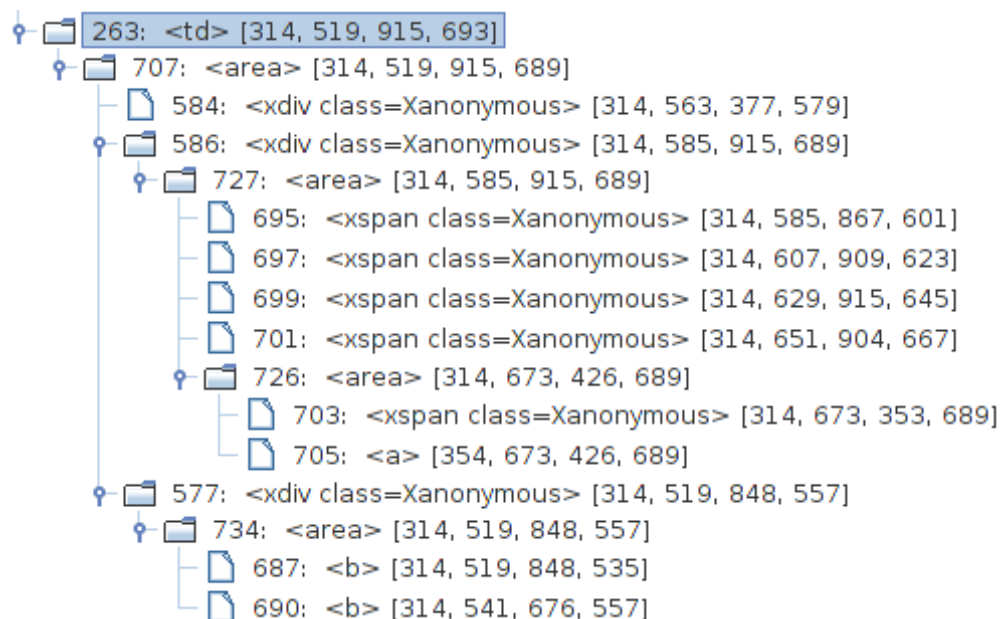 263: <td> [314, 519, 915, 693]
707: <area> [314, 519, 915, 689]
584: <xdiv class=Xanonymous> [314, 563, 377, 579]
586: <xdiv class=Xanonymous> [314, 585, 915, 689]
727: <area> [314, 585, 915, 689]
695: <xspan class=Xanonymous> [314, 585, 867, 601]
697: <xspan class=Xanonymous> [314, 607, 909, 623]
699: <xspan class=Xanonymous> [314, 629, 915, 645]
701: <xspan class=Xanonymous> [314, 651, 904, 667]
726: <area> [314, 673, 426, 689]
703: <xspan class=Xanonymous> [314, 673, 353, 689]
705: <a> [354, 673, 426, 689]
577: <xdiv class=Xanonymous> [314, 519, 848, 557]
734: <area> [314, 519, 848, 557]
687: <b> [314, 519, 848, 535]
690: <b> [314, 541, 676, 557]